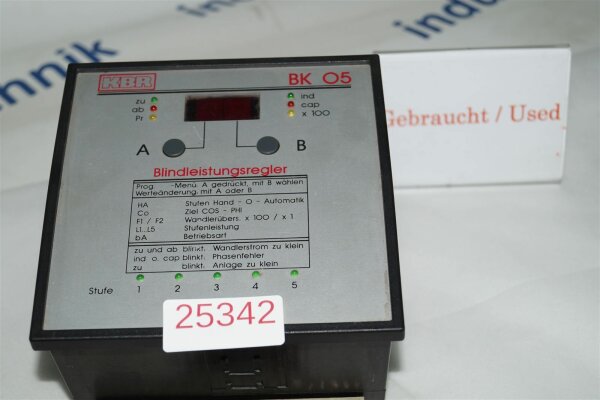 KBR
BK 05
zu
ab
Pr
ind
cap
x 100
A
B
Blindleistungsregler
Prog. -Menü: A gedrückt, mit B wählen
Werteänderung: mit A oder B
HA Stufen Hand - O - Automatik
Co Ziel COS - PHI
F1 / F2 Wandlerübers. x 100 / x 1
L1...L5 Stufenleistung
bA Betriebsart
zu und ab blinkt: Wandlerstrom zu klein
ind o. cap blinkt: Phasenfehler
zu blinkt: Anlage zu klein
Stufe 1 2 3 4 5
25342
Gebraucht / Used